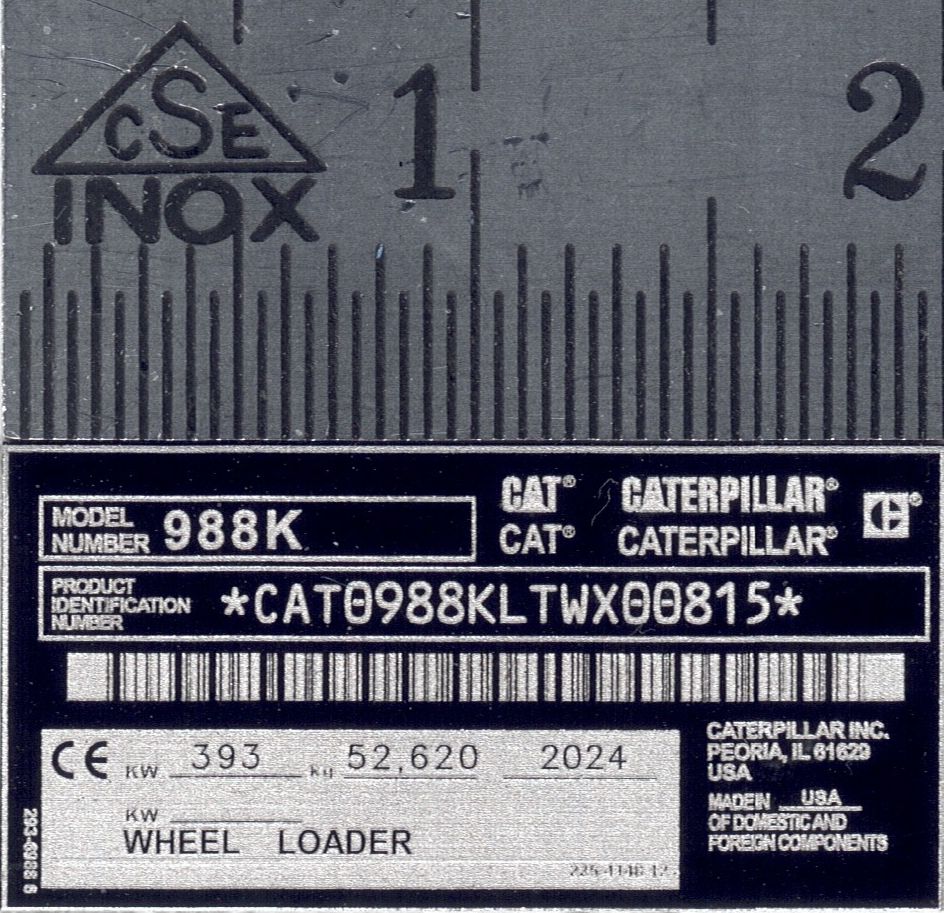 CSE
INOX
1 2
MODEL
NUMBER 988K
CAT® CATERPILLAR®
CAT® CATERPILLAR®
PRODUCT
IDENTIFICATION
NUMBER
*CAT0988KLTWX00815*
CE KW 393 kg 52,620 2024
KW
WHEEL LOADER
CATERPILLAR INC.
PEORIA, IL 61629
USA
MADE IN USA
OF DOMESTIC AND
FOREIGN COMPONENTS